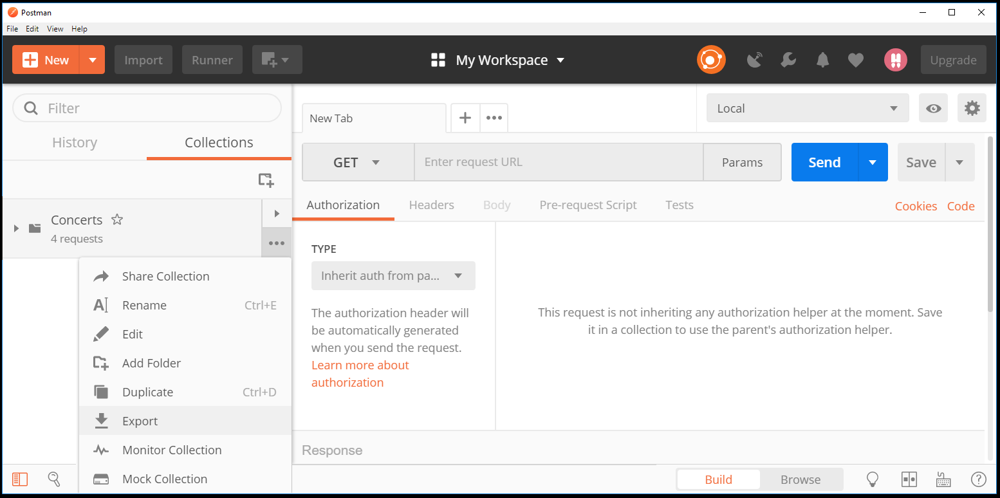 Postman
File Edit View Help
New Import Runner My Workspace Upgrade
Filter
History Collections
Concerts
4 requests
Share Collection
Rename Ctrl+E
Edit
Add Folder
Duplicate Ctrl+D
Export
Monitor Collection
Mock Collection
New Tab
Local
GET Enter request URL Params Send Save
Authorization Headers Body Pre-request Script Tests Cookies Code
TYPE
Inherit auth from pa...
The authorization header will
be automatically generated
when you send the request.
Learn more about
authorization
This request is not inheriting any authorization helper at the moment. Save
it in a collection to use the parent's authorization helper.
Response
Build Browse